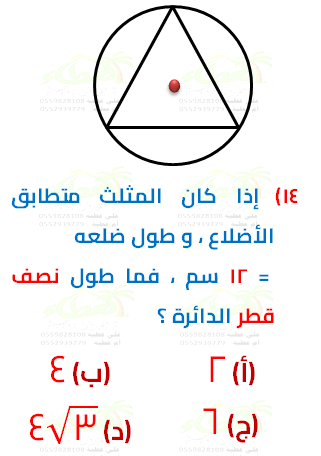 ١٤) إذا كان المثلث متطابق
الأضلاع ، و طول ضلعه
= ١٢ سم ، فما طول نصف
قطر الدائرة ؟
(أ) ٢ (ب) ٤
(ج) ٦ (د) ٤√٣